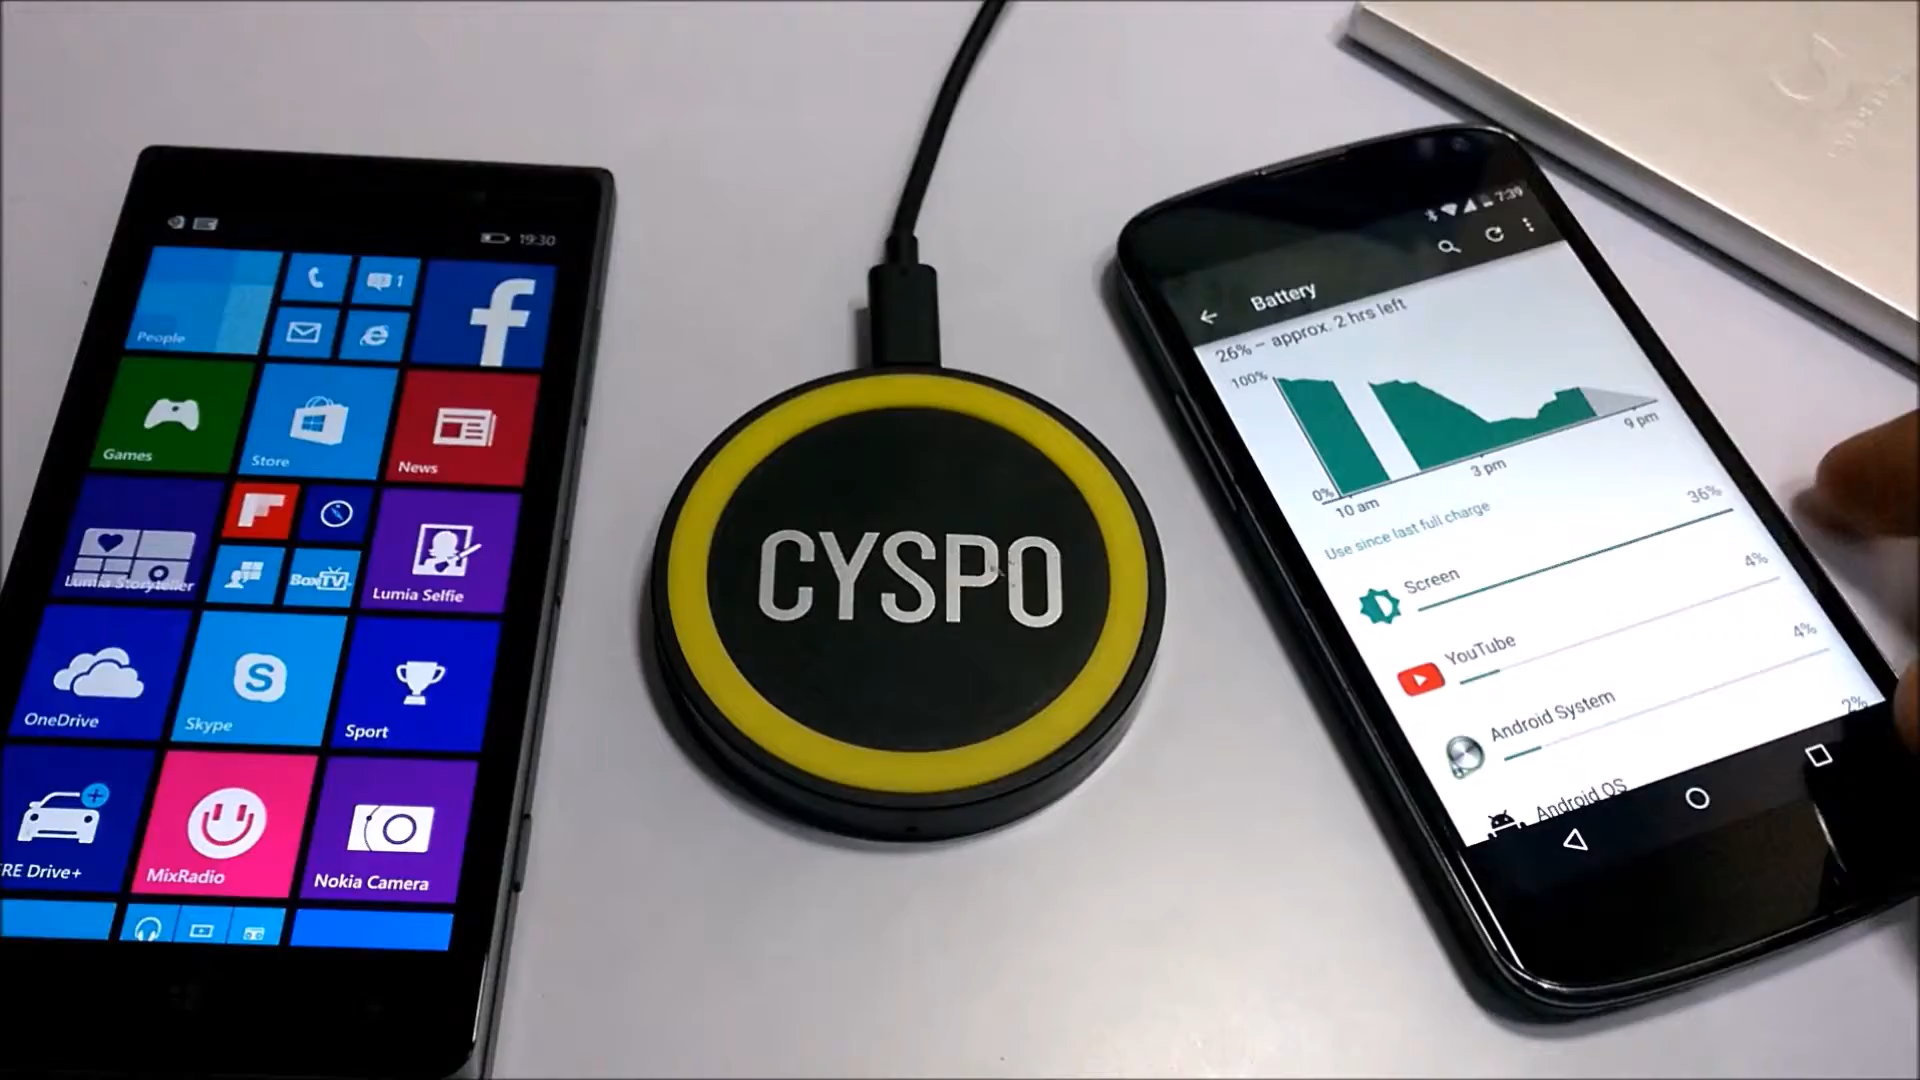 19:30
People
1
Games
Store
News
Lumia Storyteller
BoxTV
Lumia Selfie
OneDrive
Skype
Sport
RE Drive+
MixRadio
Nokia Camera
CYSPO
7:39
Battery
26% – approx. 2 hrs left
100%
0%
10 am
3 pm
9 pm
Use since last full charge
36%
Screen
4%
YouTube
4%
Android System
2%
Android OS